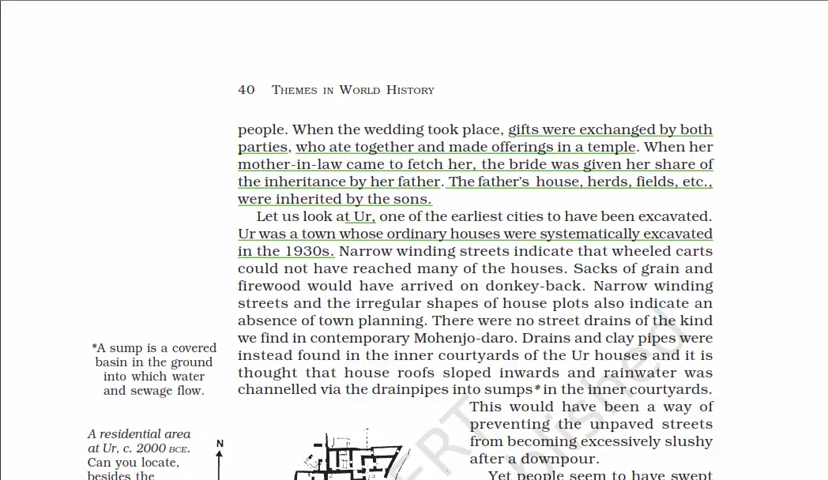 40 THEMES IN WORLD HISTORY
people. When the wedding took place, gifts were exchanged by both
parties, who ate together and made offerings in a temple. When her
mother-in-law came to fetch her, the bride was given her share of
the inheritance by her father. The father's house, herds, fields, etc.,
were inherited by the sons.
Let us look at Ur, one of the earliest cities to have been excavated.
Ur was a town whose ordinary houses were systematically excavated
in the 1930s. Narrow winding streets indicate that wheeled carts
could not have reached many of the houses. Sacks of grain and
firewood would have arrived on donkey-back. Narrow winding
streets and the irregular shapes of house plots also indicate an
absence of town planning. There were no street drains of the kind
we find in contemporary Mohenjo-daro. Drains and clay pipes were
instead found in the inner courtyards of the Ur houses and it is
thought that house roofs sloped inwards and rainwater was
channelled via the drainpipes into sumps* in the inner courtyards.
This would have been a way of
preventing the unpaved streets
from becoming excessively slushy
after a downpour.
Yet people seem to have swept
*A sump is a covered
basin in the ground
into which water
and sewage flow.
A residential area
at Ur, c. 2000 BCE.
Can you locate,
besides the
N